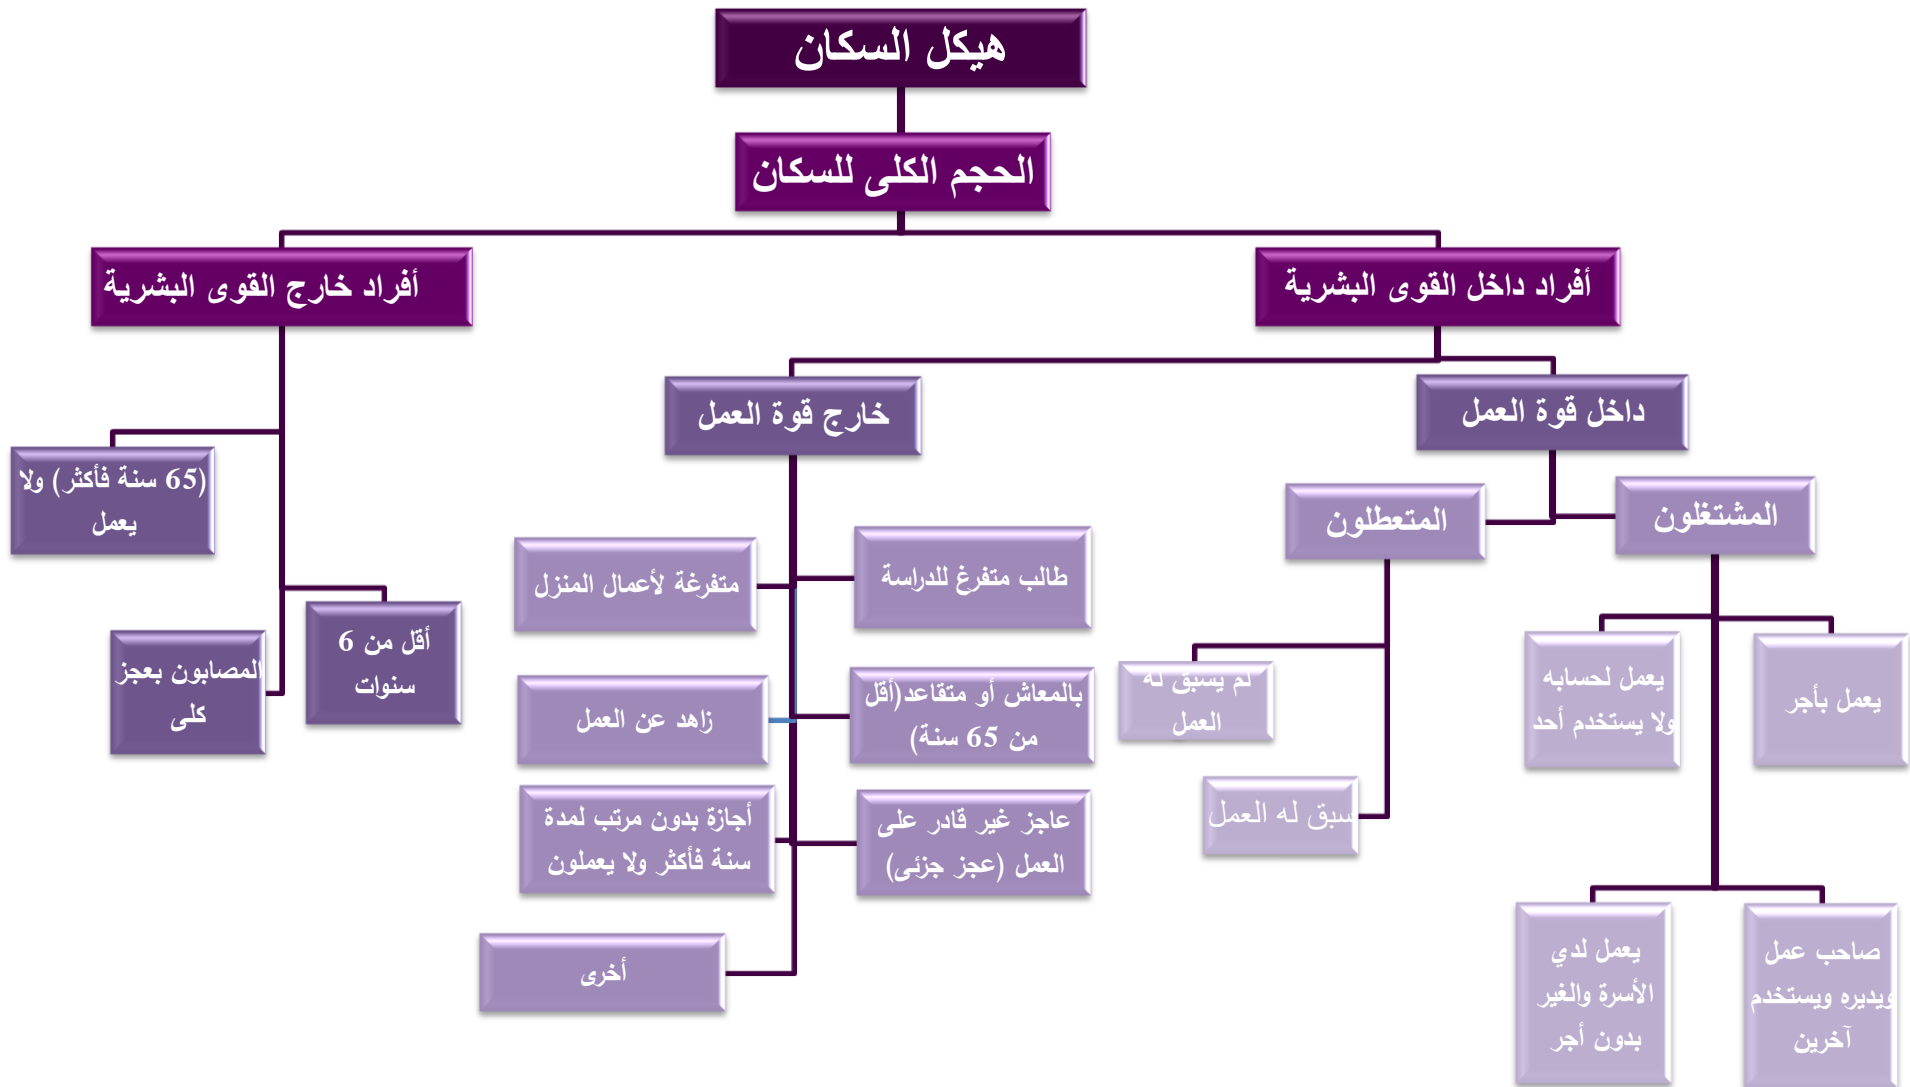 هيكل السكان
الحجم الكلى للسكان
أفراد داخل القوى البشرية
أفراد خارج القوى البشرية
داخل قوة العمل
خارج قوة العمل
المشتغلون
المتعطلون
يعمل بأجر
يعمل لحسابه
ولا يستخدم أحد
صاحب عمل
ويديره ويستخدم
آخرين
يعمل لدي
الأسرة والغير
بدون أجر
لم يسبق له
العمل
سبق له العمل
طالب متفرغ للدراسة
متفرغة لأعمال المنزل
بالمعاش أو متقاعد(أقل
من 65 سنة)
زاهد عن العمل
عاجز غير قادر على
العمل (عجز جزئى)
أجازة بدون مرتب لمدة
سنة فأكثر ولا يعملون
أخرى
(65 سنة فأكثر) ولا
يعمل
أقل من 6
سنوات
المصابون بعجز
كلى